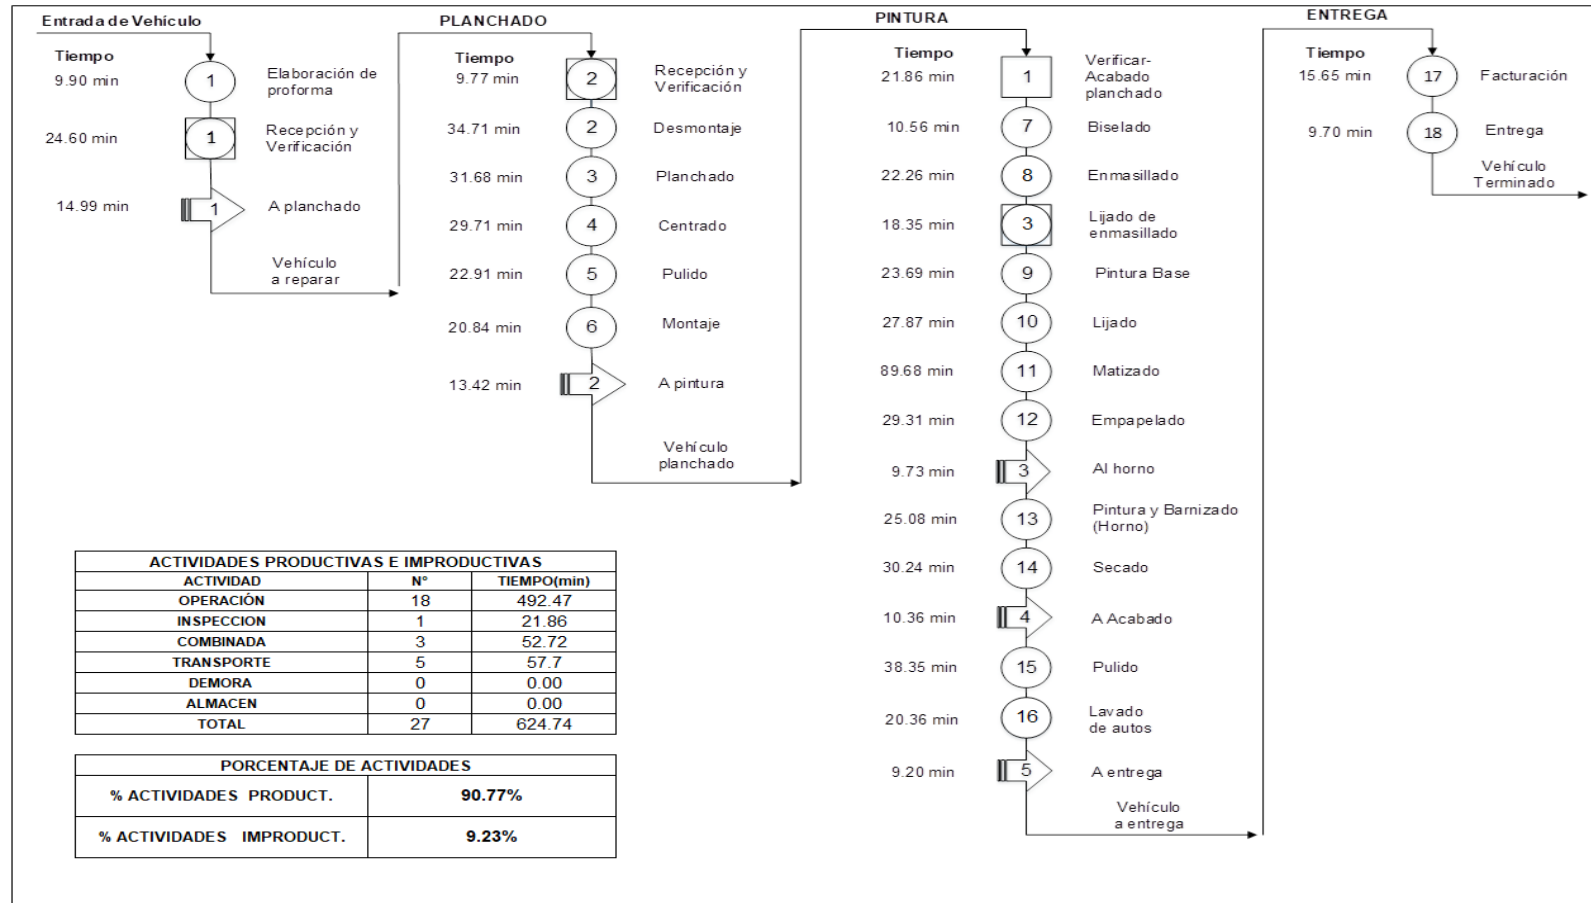 Entrada de Vehículo
Tiempo
9.90 min
1
Elaboración de
proforma
24.60 min
1
Recepción y
Verificación
14.99 min
1
A planchado
Vehículo
a reparar
PLANCHADO
Tiempo
9.77 min
2
Recepción y
Verificación
34.71 min
2
Desmontaje
31.68 min
3
Planchado
29.71 min
4
Centrado
22.91 min
5
Pulido
20.84 min
6
Montaje
13.42 min
2
A pintura
Vehículo
planchado
PINTURA
Tiempo
21.86 min
1
Verificar-
Acabado
planchado
10.56 min
7
Biselado
22.26 min
8
Enmasillado
18.35 min
3
Lijado de
enmasillado
23.69 min
9
Pintura Base
27.87 min
10
Lijado
89.68 min
11
Matizado
29.31 min
12
Empapelado
9.73 min
3
Al horno
25.08 min
13
Pintura y Barnizado
(Horno)
30.24 min
14
Secado
10.36 min
4
A Acabado
38.35 min
15
Pulido
20.36 min
16
Lavado
de autos
9.20 min
5
A entrega
Vehículo
a entrega
ENTREGA
Tiempo
15.65 min
17
Facturación
9.70 min
18
Entrega
Vehículo
Terminado
ACTIVIDADES PRODUCTIVAS E IMPRODUCTIVAS
ACTIVIDAD N° TIEMPO(min)
OPERACIÓN 18 492.47
INSPECCION 1 21.86
COMBINADA 3 52.72
TRANSPORTE 5 57.7
DEMORA 0 0.00
ALMACEN 0 0.00
TOTAL 27 624.74
PORCENTAJE DE ACTIVIDADES
% ACTIVIDADES PRODUCT. 90.77%
% ACTIVIDADES IMPRODUCT. 9.23%